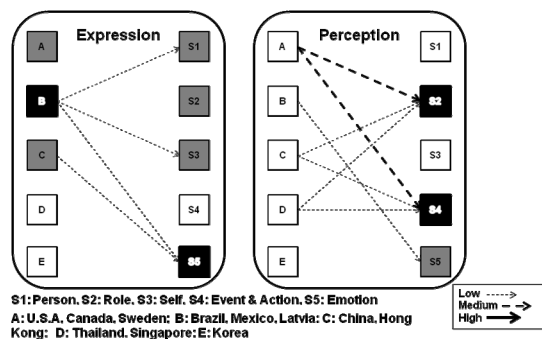 Expression Perception
A S1 A S1
B S2 B S2
C S3 C S3
D S4 D S4
E S5 E S5
S1: Person, S2: Role, S3: Self, S4: Event & Action, S5: Emotion
A: U.S.A, Canada, Sweden; B: Brazil, Mexico, Latvia: C: China, Hong
Kong; D: Thailand, Singapore: E: Korea
Low
Medium
High